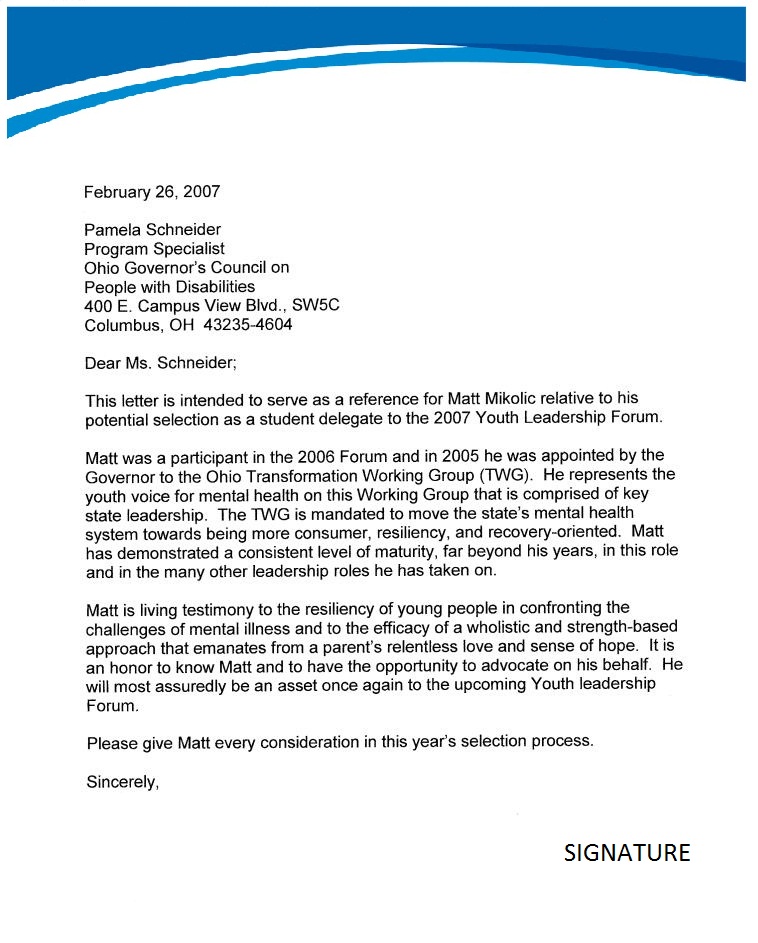 February 26, 2007
Pamela Schneider
Program Specialist
Ohio Governor's Council on
People with Disabilities
400 E. Campus View Blvd., SW5C
Columbus, OH  43235-4604
Dear Ms. Schneider;
This letter is intended to serve as a reference for Matt Mikolic relative to his
potential selection as a student delegate to the 2007 Youth Leadership Forum.
Matt was a participant in the 2006 Forum and in 2005 he was appointed by the
Governor to the Ohio Transformation Working Group (TWG).  He represents the
youth voice for mental health on this Working Group that is comprised of key
state leadership.  The TWG is mandated to move the state's mental health
system towards being more consumer, resiliency, and recovery-oriented.  Matt
has demonstrated a consistent level of maturity, far beyond his years, in this role
and in the many other leadership roles he has taken on.
Matt is living testimony to the resiliency of young people in confronting the
challenges of mental illness and to the efficacy of a wholistic and strength-based
approach that emanates from a parent's relentless love and sense of hope.  It is
an honor to know Matt and to have the opportunity to advocate on his behalf.  He
will most assuredly be an asset once again to the upcoming Youth leadership
Forum.
Please give Matt every consideration in this year's selection process.
Sincerely,
SIGNATURE